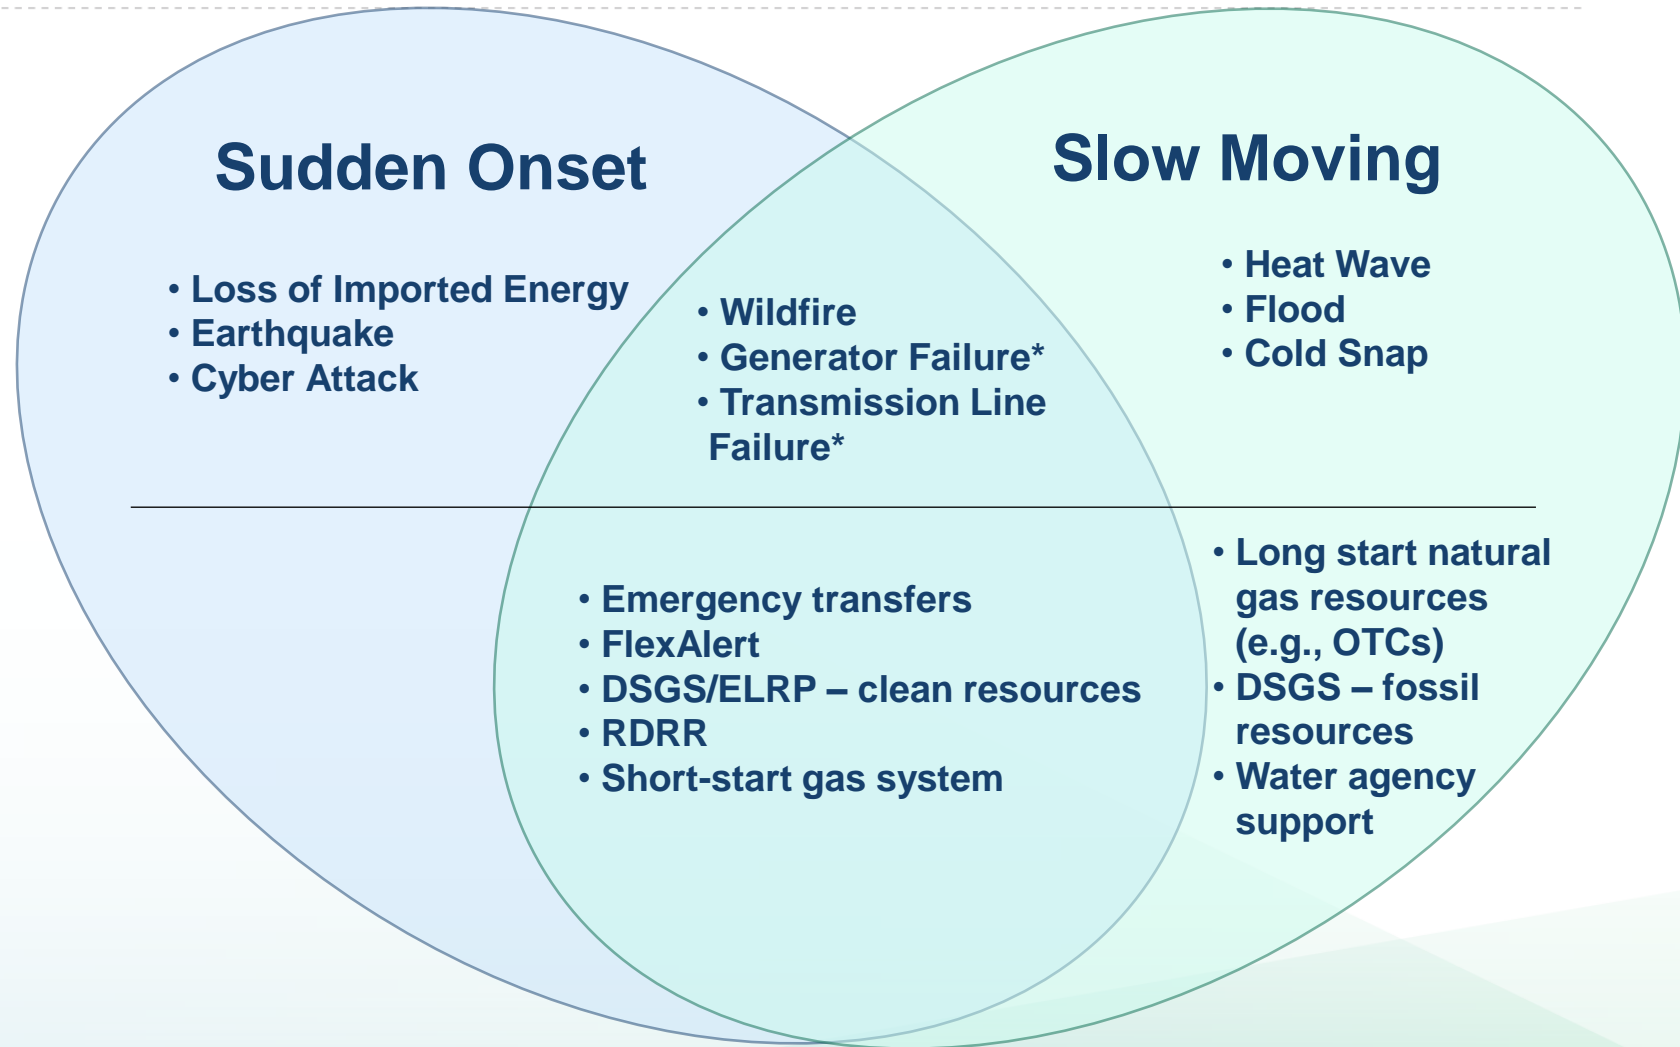 Sudden Onset
• Loss of Imported Energy
• Earthquake
• Cyber Attack
• Wildfire
• Generator Failure*
• Transmission Line
Failure*
Slow Moving
• Heat Wave
• Flood
• Cold Snap
• Emergency transfers
• FlexAlert
• DSGS/ELRP – clean resources
• RDRR
• Short-start gas system
• Long start natural
gas resources
(e.g., OTCs)
• DSGS – fossil
resources
• Water agency
support